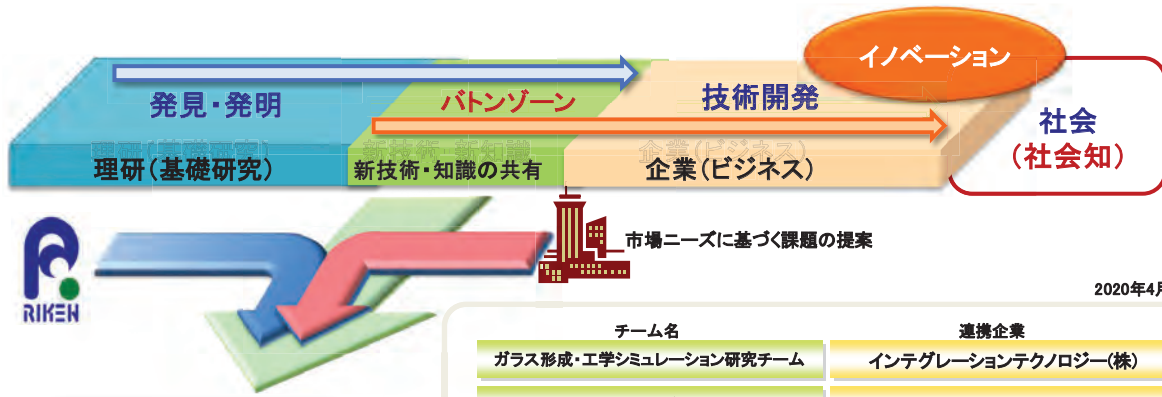 イノベーション
発見・発明
バトンゾーン
技術開発
社会
(社会知)
理研(基礎研究)
新技術・知識の共有
企業(ビジネス)
市場ニーズに基づく課題の提案
RIKEN
2020年4月
チーム名
連携企業
ガラス形成・工学シミュレーション研究チーム
インテグレーションテクノロジー(株)